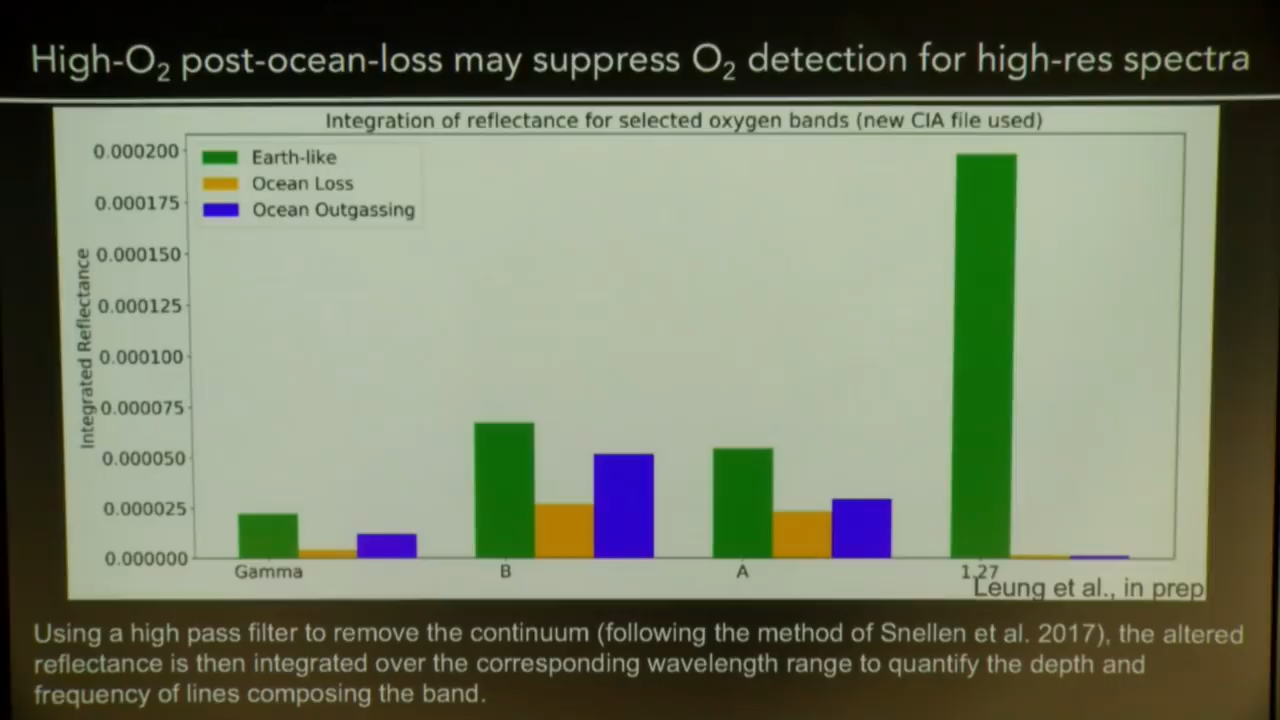 High-O₂ post-ocean-loss may suppress O₂ detection for high-res spectra
Integration of reflectance for selected oxygen bands (new CIA file used)
Earth-like
Ocean Loss
Ocean Outgassing
Integrated Reflectance
0.000200
0.000175
0.000150
0.000125
0.000100
0.000075
0.000050
0.000025
0.000000
Gamma
B
A
1.27
Leung et al., in prep
Using a high pass filter to remove the continuum (following the method of Snellen et al. 2017), the altered
reflectance is then integrated over the corresponding wavelength range to quantify the depth and
frequency of lines composing the band.